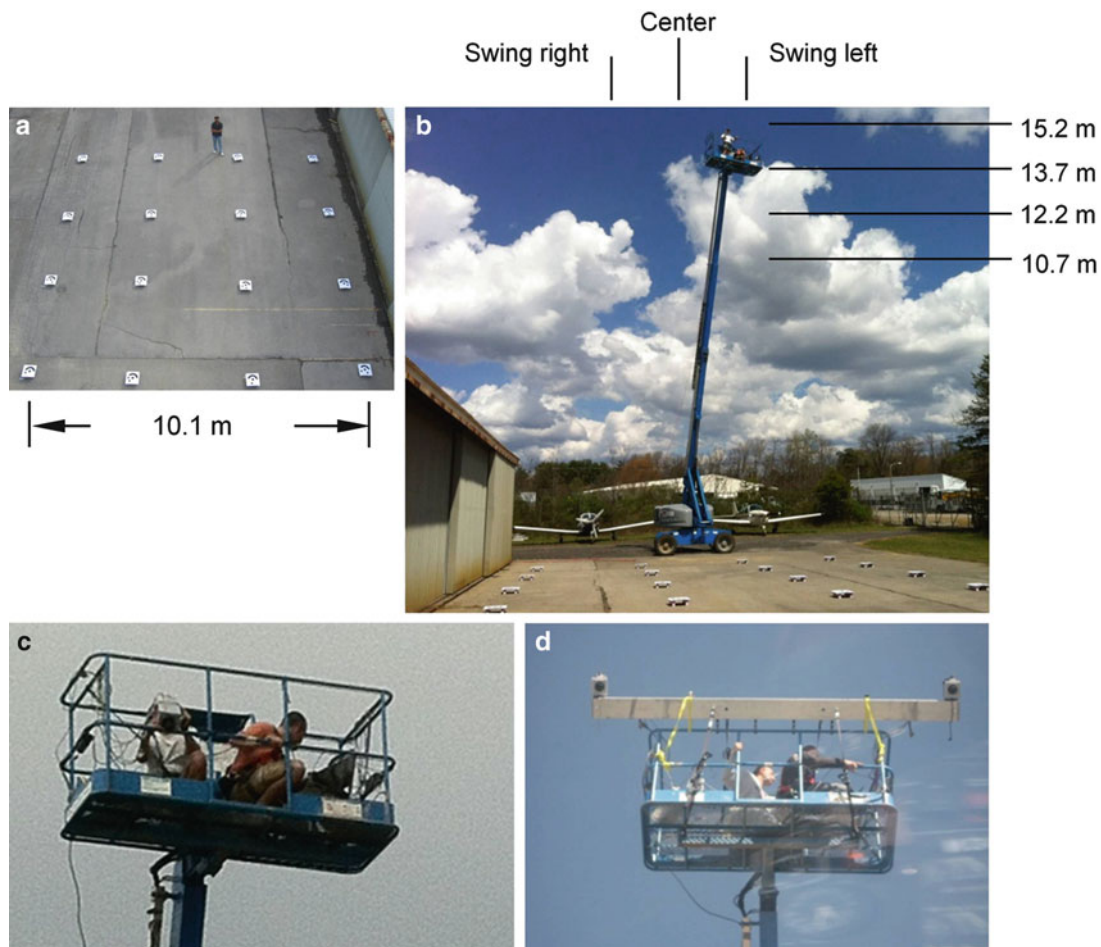 Center
Swing right
Swing left
a
b
15.2 m
13.7 m
12.2 m
10.7 m
10.1 m
c
d